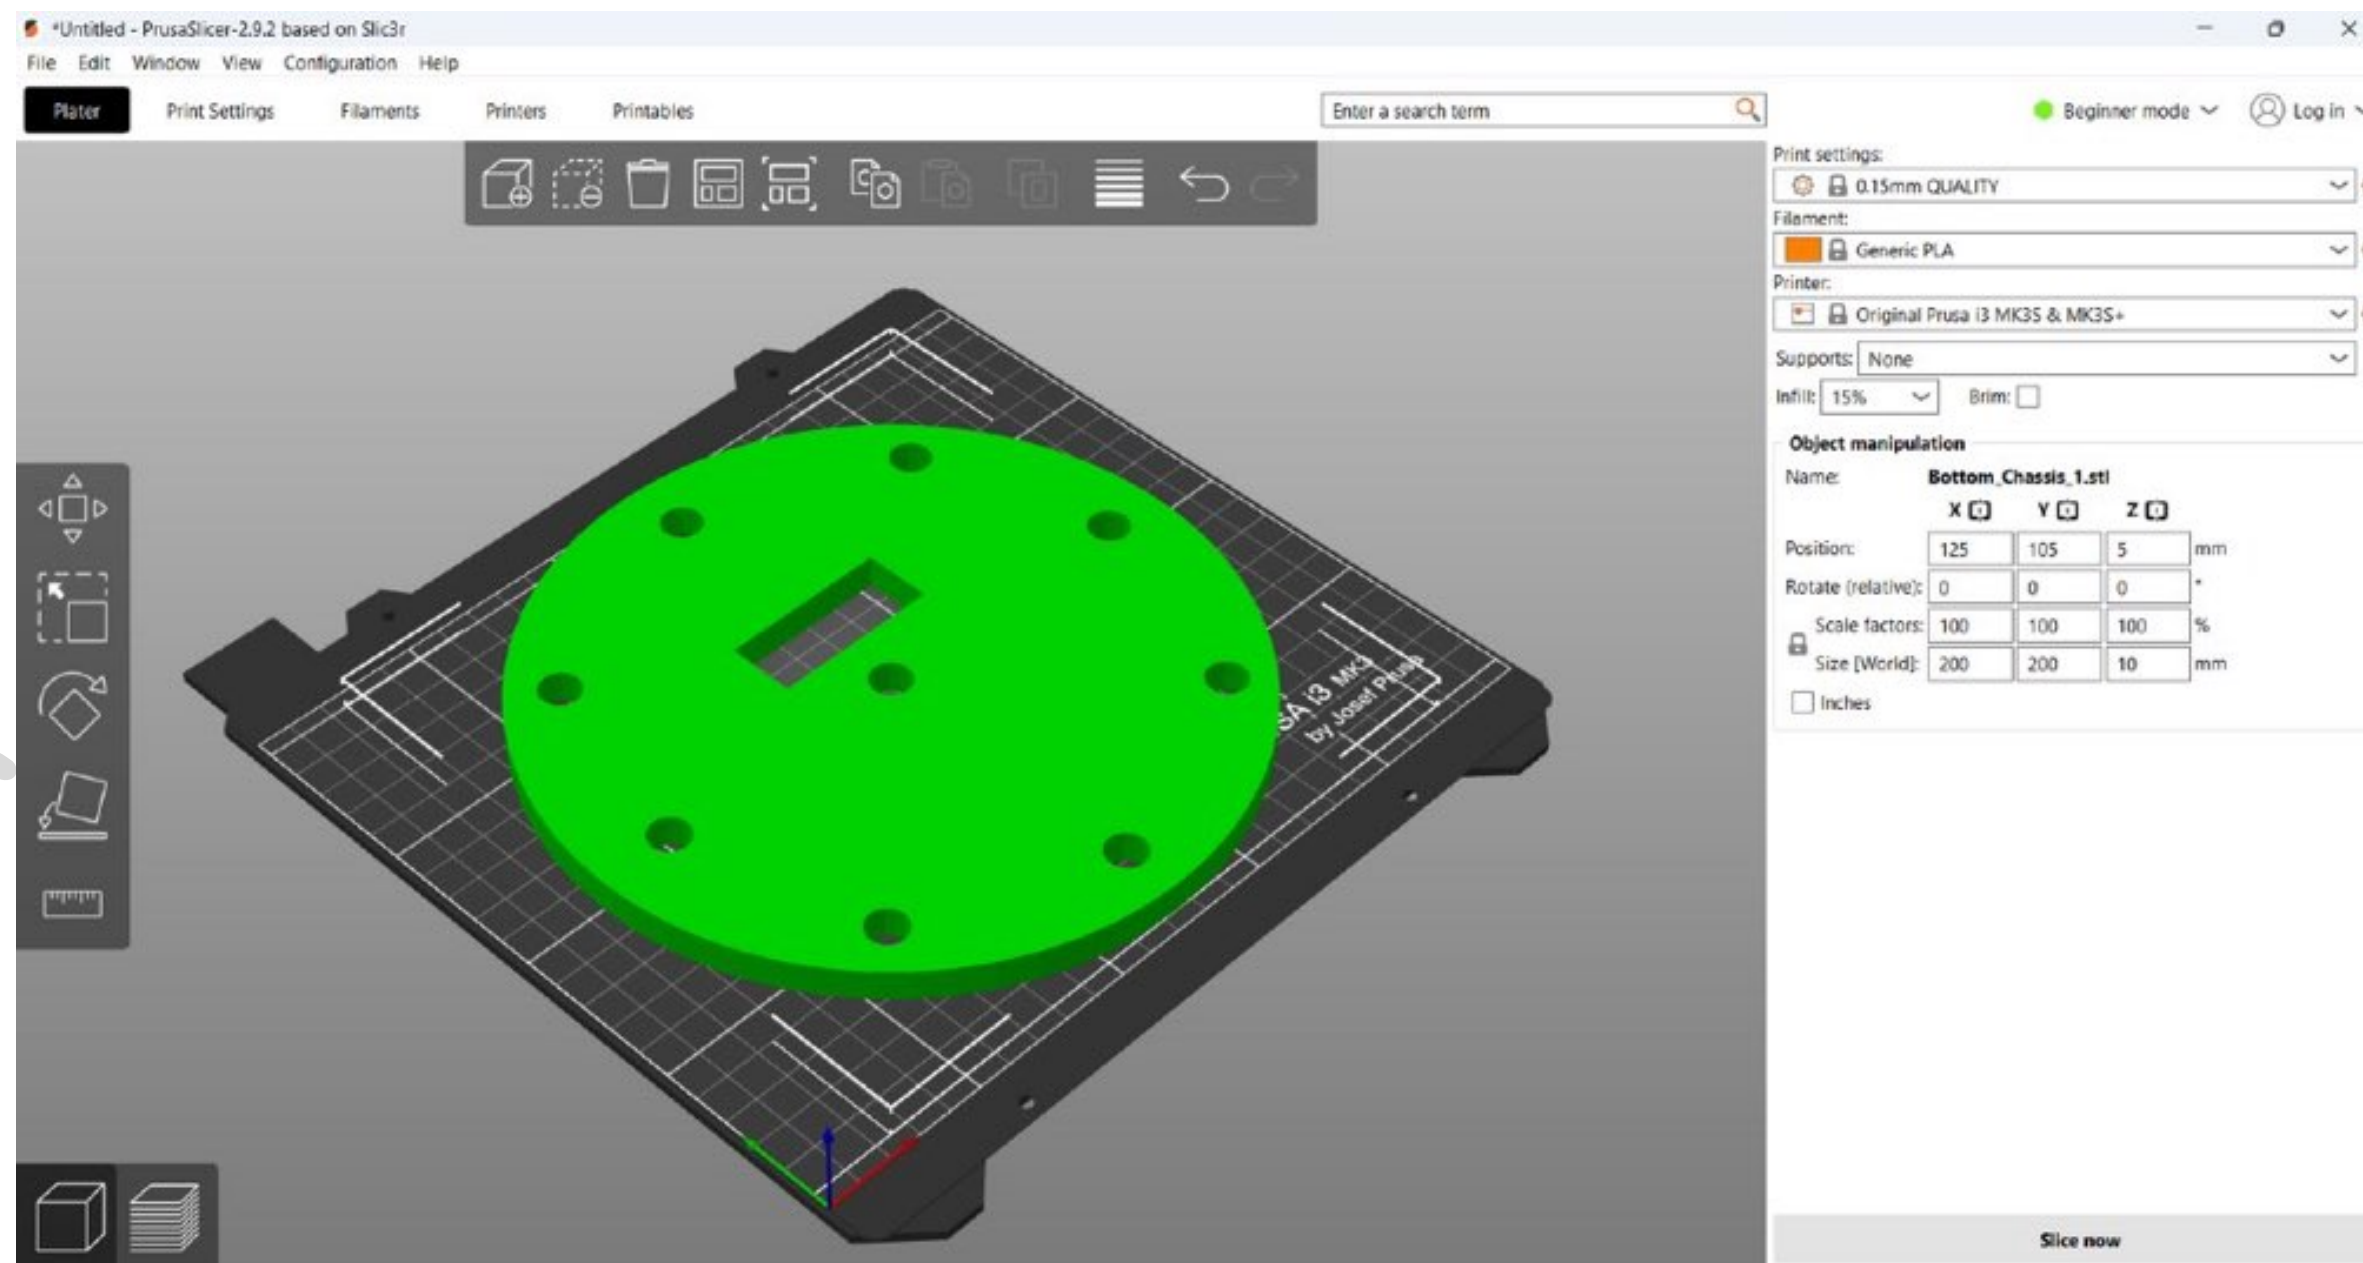 *Untitled - PrusaSlicer-2.9.2 based on Slic3r
File Edit Window View Configuration Help
Plater Print Settings Filaments Printers Printables Enter a search term Beginner mode Log in
Print settings:
0.15mm QUALITY
Filament:
Generic PLA
Printer:
Original Prusa i3 MK3S & MK3S+
Supports: None
Infill: 15% Brim:
Object manipulation
Name: Bottom_Chassis_1.stl
X Y Z
Position: 125 105 5 mm
Rotate (relative): 0 0 0 °
Scale factors: 100 100 100 %
Size [World]: 200 200 10 mm
Inches
SA i3 MK3
by Josef Prusa
Slice now